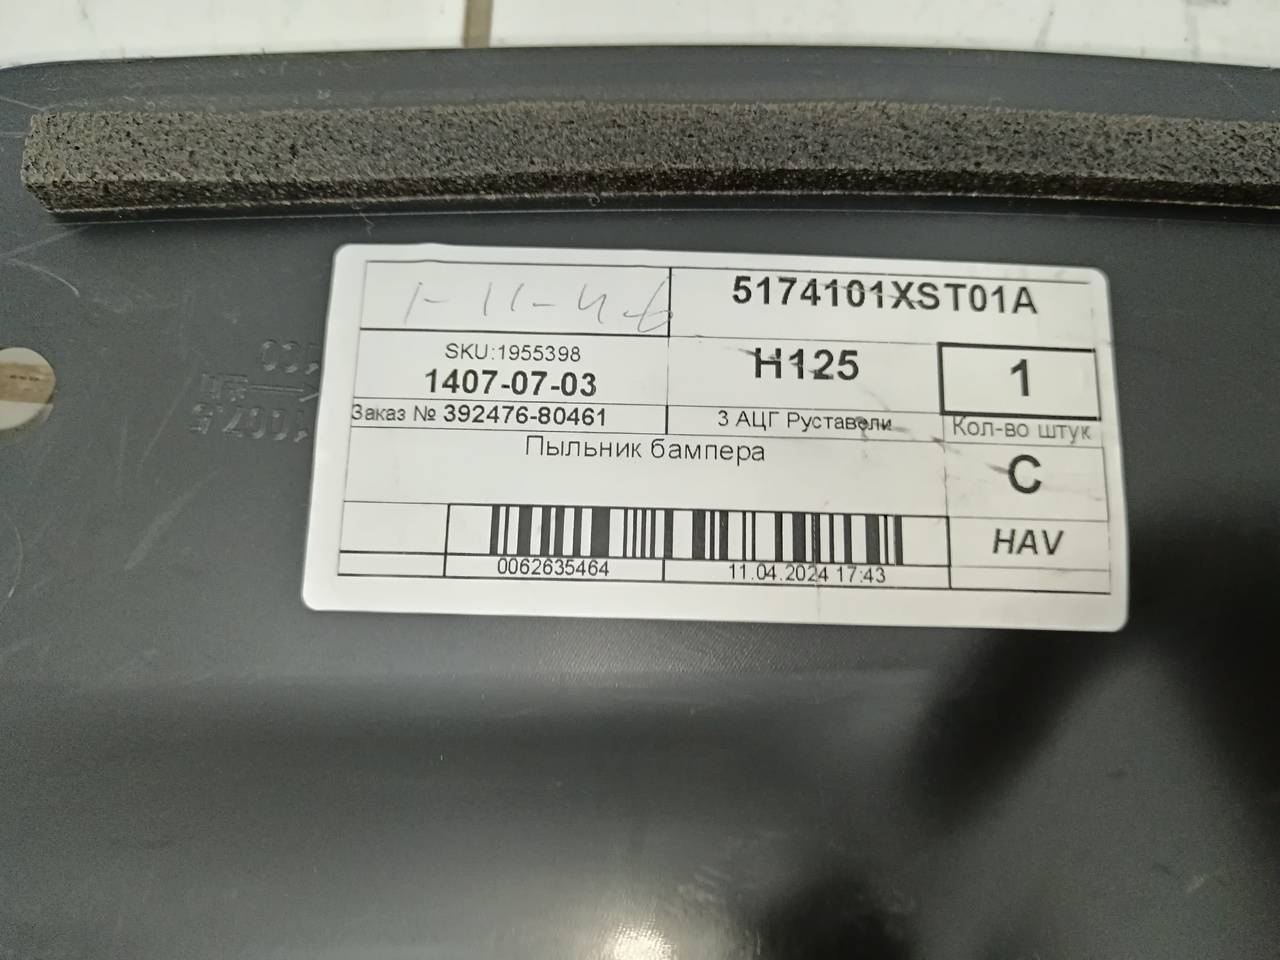 5174101XST01A
SKU:1955398
1407-07-03
H125
1
Заказ № 392476-80461
3 АЦГ Руставели
Кол-во штук
Пыльник бампера
C
HAV
0062635464
11.04.2024 17:43